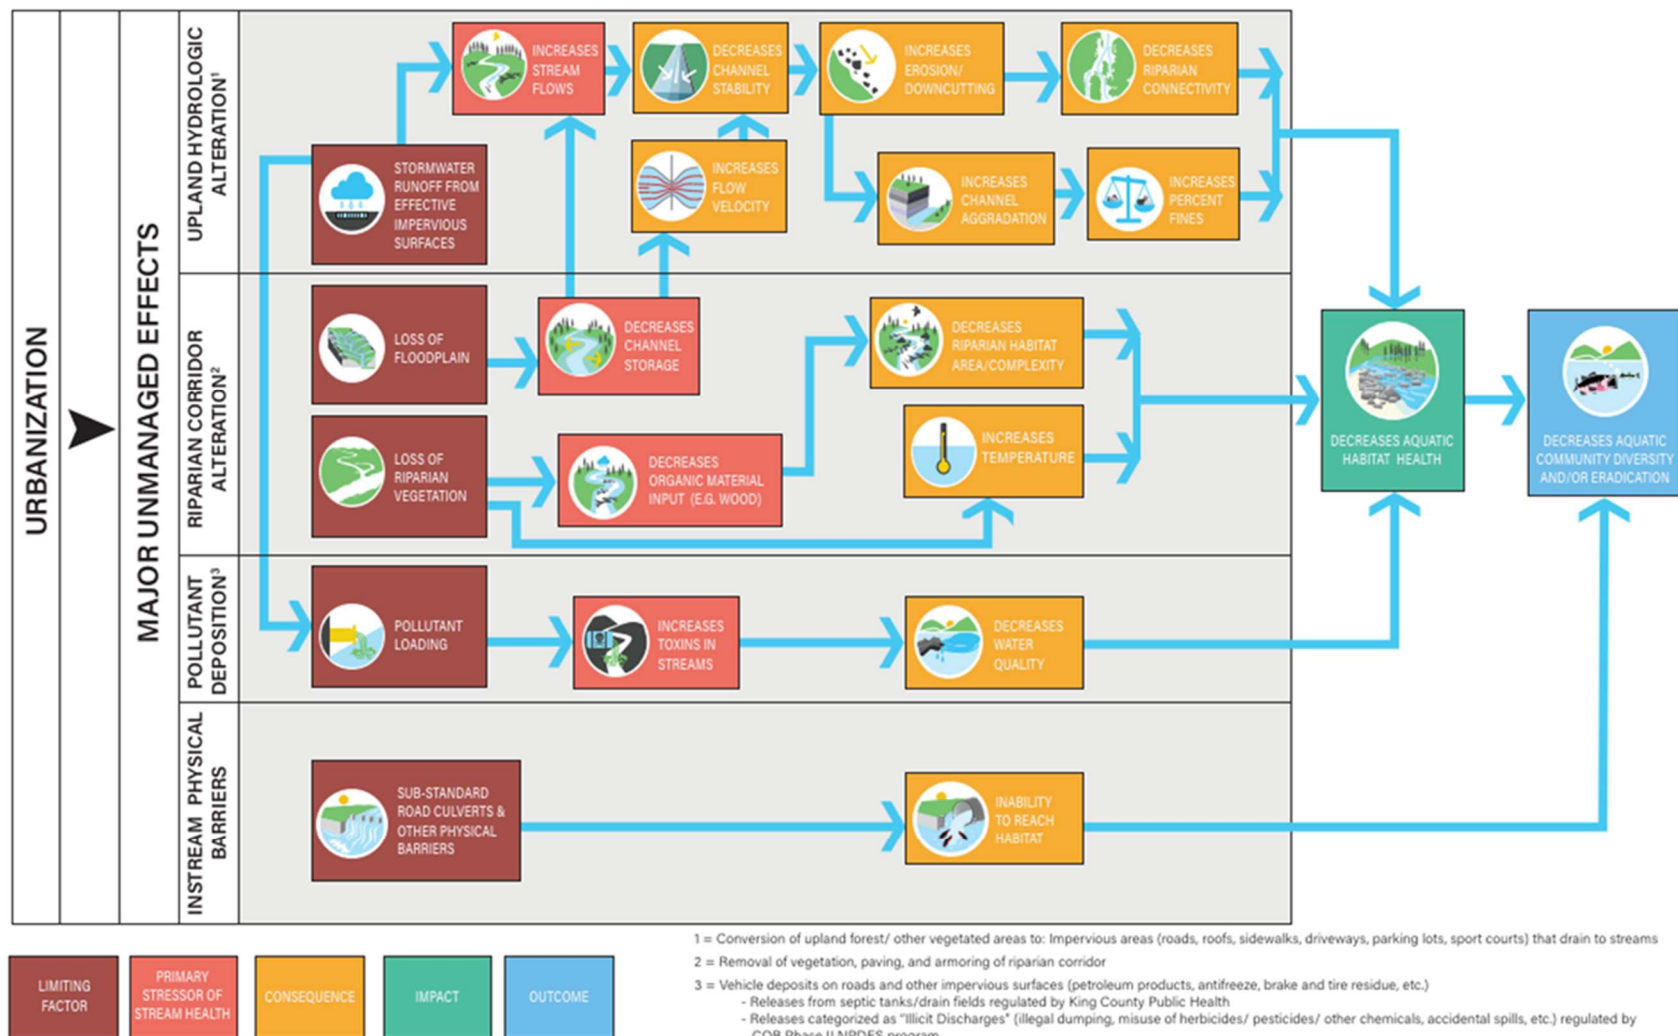 URBANIZATION
MAJOR UNMANAGED EFFECTS
UPLAND HYDROLOGIC
ALTERATION¹
STORMWATER
RUNOFF FROM
EFFECTIVE
IMPERVIOUS
SURFACES
INCREASES
STREAM
FLOWS
DECREASES
CHANNEL
STABILITY
INCREASES
EROSION/
DOWNCUTTING
DECREASES
RIPARIAN
CONNECTIVITY
INCREASES
FLOW
VELOCITY
INCREASES
CHANNEL
AGGRADATION
INCREASES
PERCENT
FINES
RIPARIAN CORRIDOR
ALTERATION²
LOSS OF
FLOODPLAIN
DECREASES
CHANNEL
STORAGE
DECREASES
RIPARIAN HABITAT
AREA/COMPLEXITY
LOSS OF
RIPARIAN
VEGETATION
DECREASES
ORGANIC MATERIAL
INPUT (E.G. WOOD)
INCREASES
TEMPERATURE
DECREASES AQUATIC
HABITAT HEALTH
DECREASES AQUATIC
COMMUNITY DIVERSITY
AND/OR ERADICATION
POLLUTANT
DEPOSITION³
POLLUTANT
LOADING
INCREASES
TOXINS IN
STREAMS
DECREASES
WATER
QUALITY
INSTREAM PHYSICAL
BARRIERS
SUB-STANDARD
ROAD CULVERTS &
OTHER PHYSICAL
BARRIERS
INABILITY
TO REACH
HABITAT
LIMITING
FACTOR
PRIMARY
STRESSOR OF
STREAM HEALTH
CONSEQUENCE
IMPACT
OUTCOME
1 = Conversion of upland forest/ other vegetated areas to: Impervious areas (roads, roofs, sidewalks, driveways, parking lots, sport courts) that drain to streams
2 = Removal of vegetation, paving, and armoring of riparian corridor
3 = Vehicle deposits on roads and other impervious surfaces (petroleum products, antifreeze, brake and tire residue, etc.)
- Releases from septic tanks/drain fields regulated by King County Public Health
- Releases categorized as "Illicit Discharges" (illegal dumping, misuse of herbicides/ pesticides/ other chemicals, accidental spills, etc.) regulated by
COB Phase II NPDES program